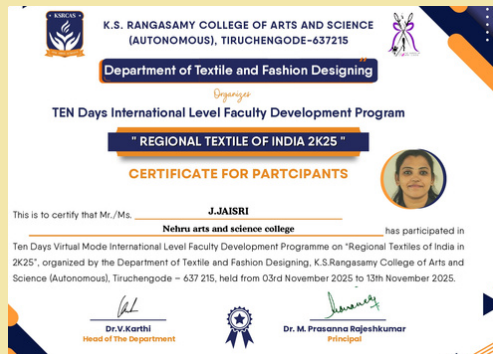 KSRCAS
K.S. RANGASAMY COLLEGE OF ARTS AND SCIENCE
(AUTONOMOUS), TIRUCHENGODE-637215
Department of Textile and Fashion Designing
Organizes
TEN Days International Level Faculty Development Program
" REGIONAL TEXTILE OF INDIA 2K25 "
CERTIFICATE FOR PARTCIPANTS
This is to certify that Mr./Ms. J.JAISRI
Nehru arts and science college has participated in
Ten Days Virtual Mode International Level Faculty Development Programme on "Regional Textiles of India in
2K25", organized by the Department of Textile and Fashion Designing, K.S.Rangasamy College of Arts and
Science (Autonomous), Tiruchengode – 637 215, held from 03rd November 2025 to 13th November 2025.
Dr.V.Karthi
Head of The Department
Dr. M. Prasanna Rajeshkumar
Principal